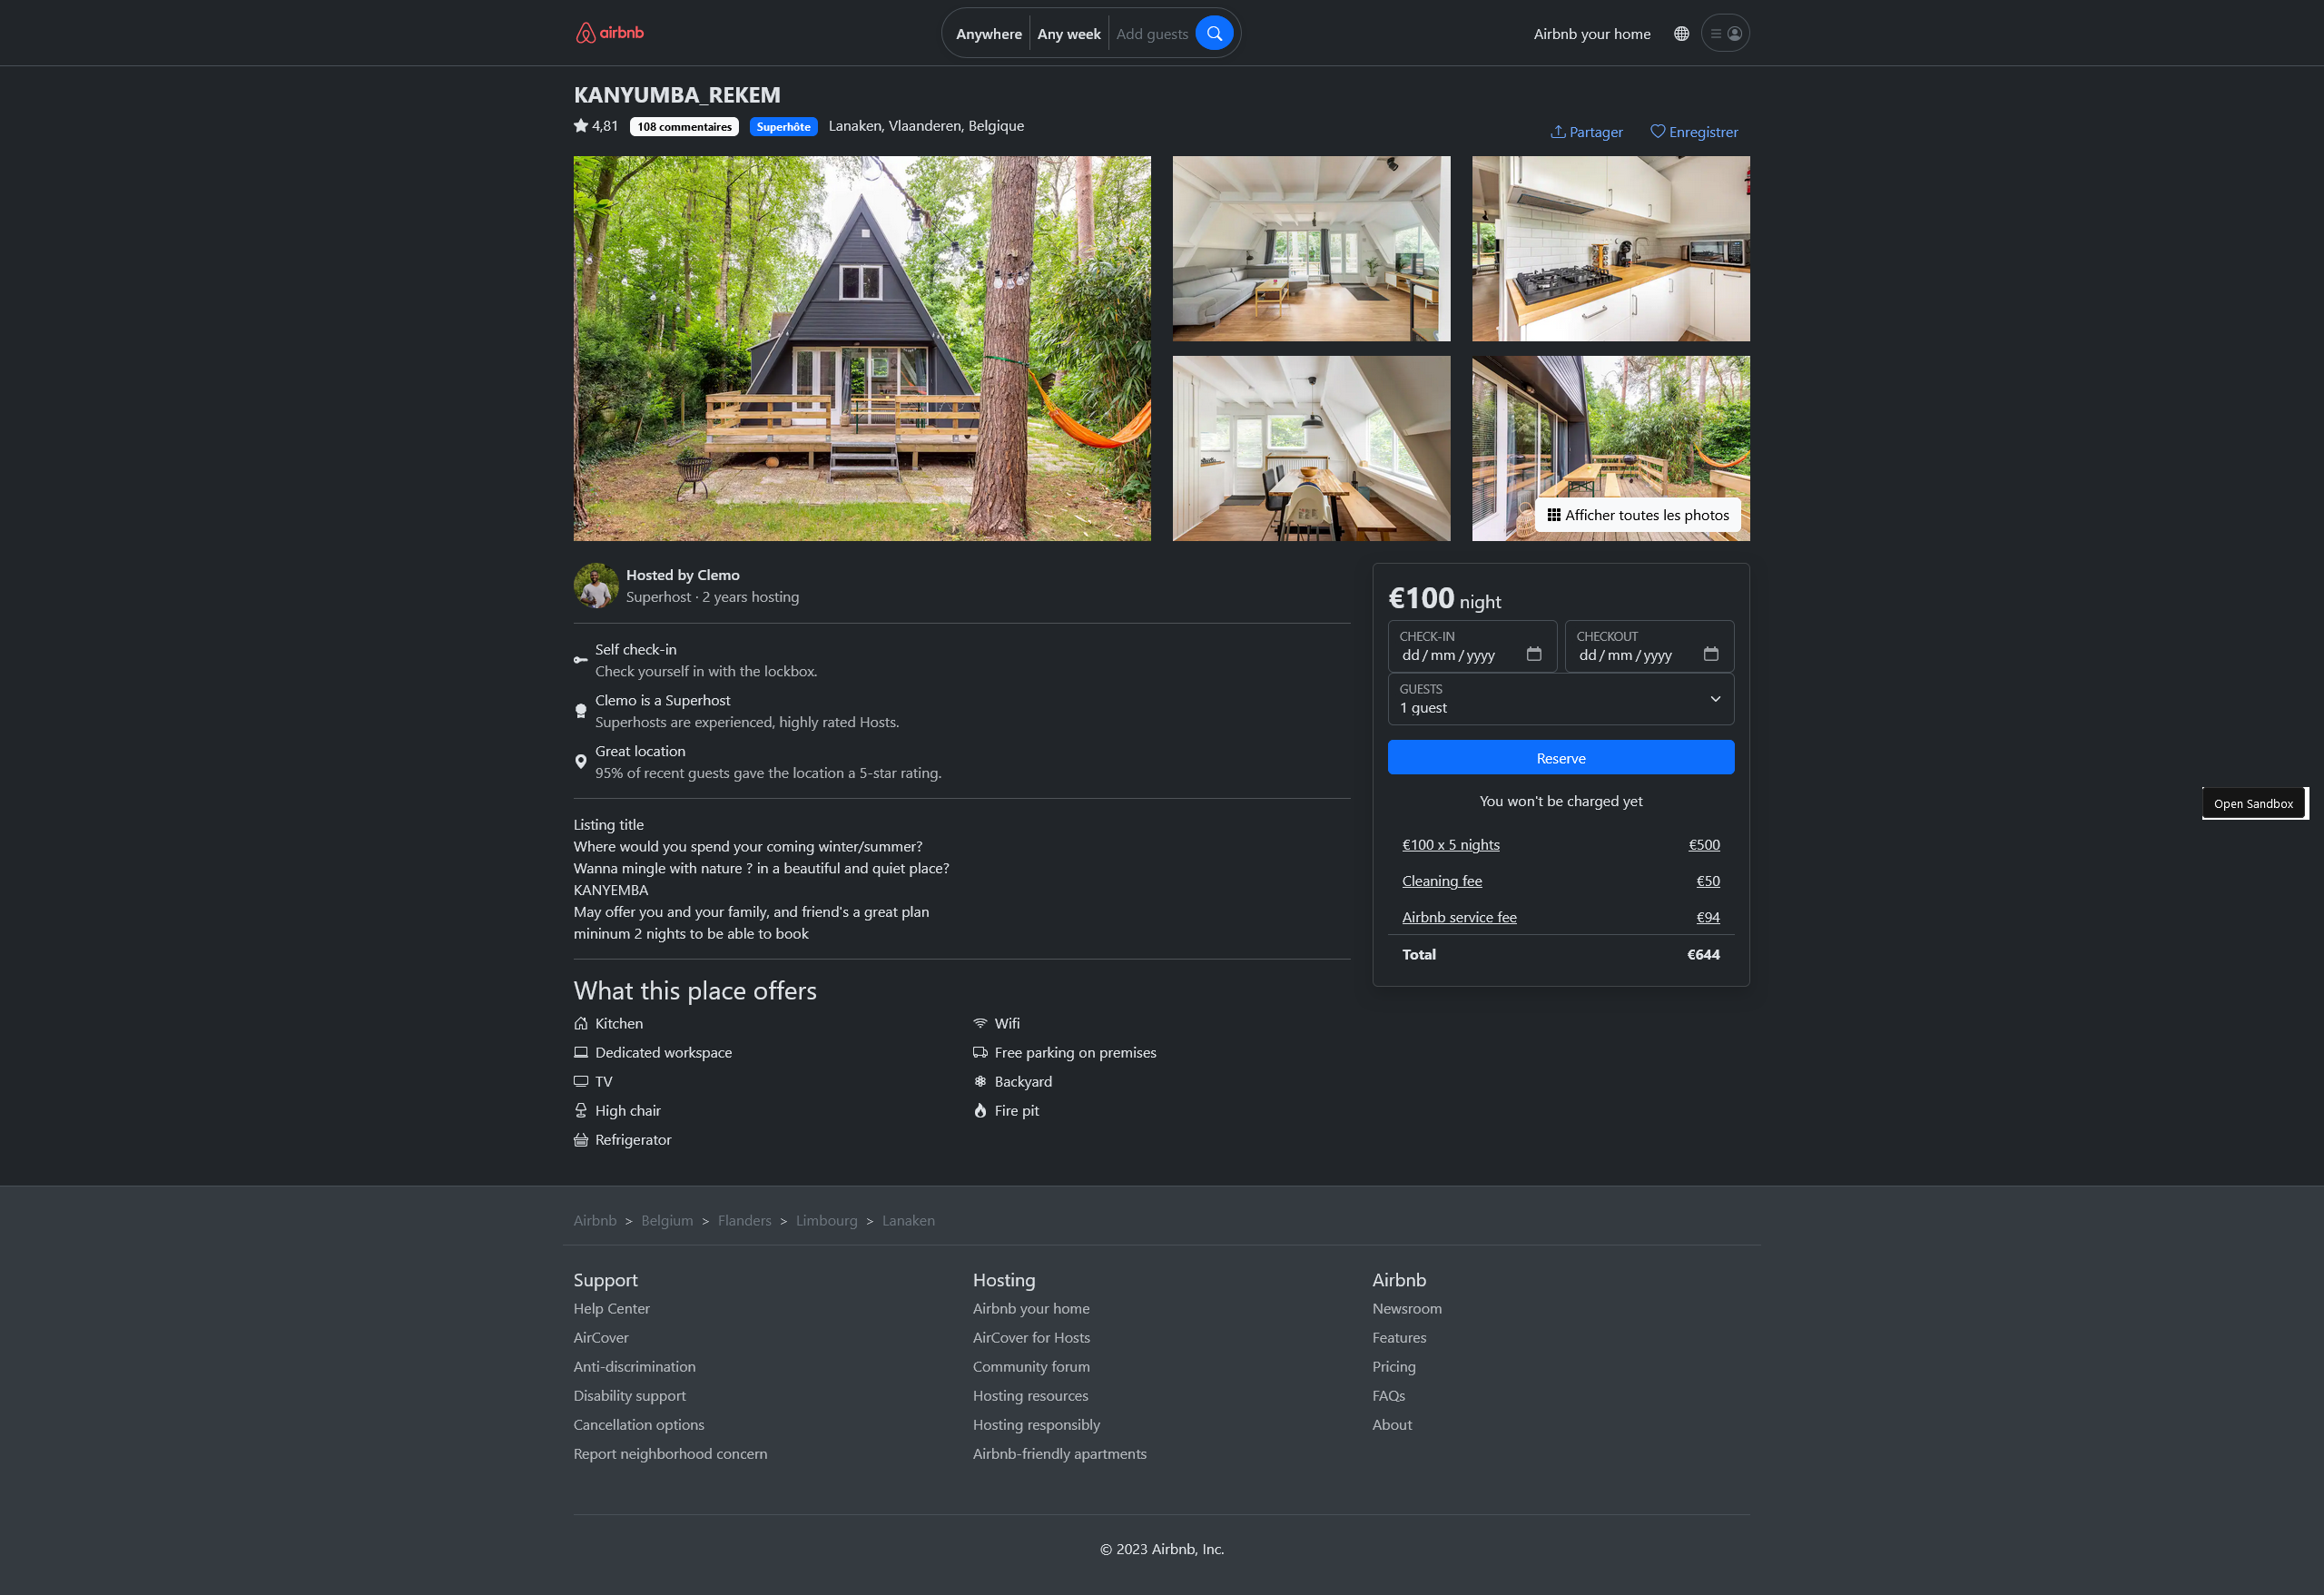 airbnb
Anywhere Any week Add guests
Airbnb your home
KANYUMBA_REKEM
4,81 108 commentaires Superhôte Lanaken, Vlaanderen, Belgique
Partager Enregistrer
Afficher toutes les photos
Hosted by Clemo
Superhost · 2 years hosting
Self check-in
Check yourself in with the lockbox.
Clemo is a Superhost
Superhosts are experienced, highly rated Hosts.
Great location
95% of recent guests gave the location a 5-star rating.
Listing title
Where would you spend your coming winter/summer?
Wanna mingle with nature ? in a beautiful and quiet place?
KANYEMBA
May offer you and your family, and friend's a great plan
mininum 2 nights to be able to book
What this place offers
Kitchen
Wifi
Dedicated workspace
Free parking on premises
TV
Backyard
High chair
Fire pit
Refrigerator
€100 night
CHECK-IN
dd/mm/yyyy
CHECKOUT
dd/mm/yyyy
GUESTS
1 guest
Reserve
You won't be charged yet
€100 x 5 nights €500
Cleaning fee €50
Airbnb service fee €94
Total €644
Open Sandbox
Airbnb > Belgium > Flanders > Limbourg > Lanaken
Support
Help Center
AirCover
Anti-discrimination
Disability support
Cancellation options
Report neighborhood concern
Hosting
Airbnb your home
AirCover for Hosts
Community forum
Hosting resources
Hosting responsibly
Airbnb-friendly apartments
Airbnb
Newsroom
Features
Pricing
FAQs
About
© 2023 Airbnb, Inc.